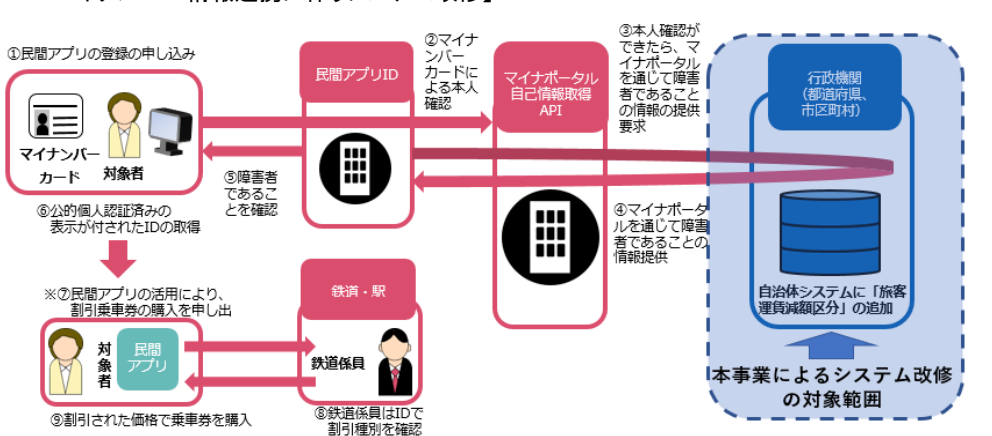 ①民間アプリの登録の申し込み
マイナンバー
カード
対象者
民間アプリID
②マイナ
ンバー
カードに
よる本人
確認
マイナポータル
自己情報取得
API
③本人確認が
できたら、マ
イナポータル
を通じて障害
者であること
の情報の提供
要求
行政機関
（都道府県、
市区町村）
⑤障害者
であるこ
とを確認
④マイナポータ
ルを通じて障害
者であることの
情報提供
自治体システムに「旅客
運賃減額区分」の追加
本事業によるシステム改修
の対象範囲
⑥公的個人認証済みの
表示が付されたIDの取得
※⑦民間アプリの活用により、
割引乗車券の購入を申し出
対象者
民間
アプリ
鉄道・駅
鉄道係員
⑨割引された価格で乗車券を購入
⑧鉄道係員はIDで
割引種別を確認